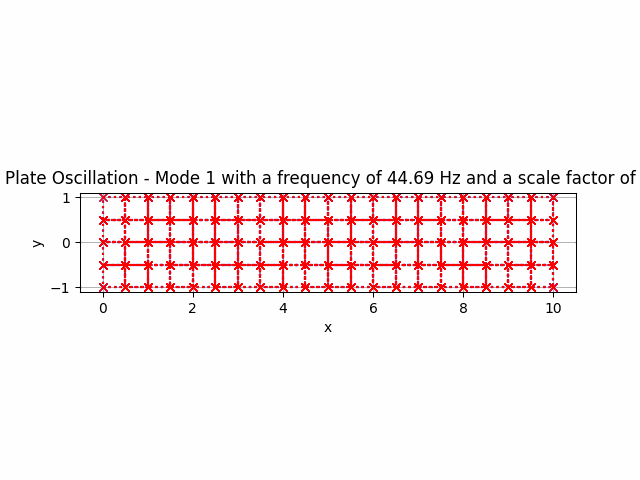 Plate Oscillation - Mode 1 with a frequency of 44.69 Hz and a scale factor of
1
0
−1
y
0 2 4 6 8 10
x